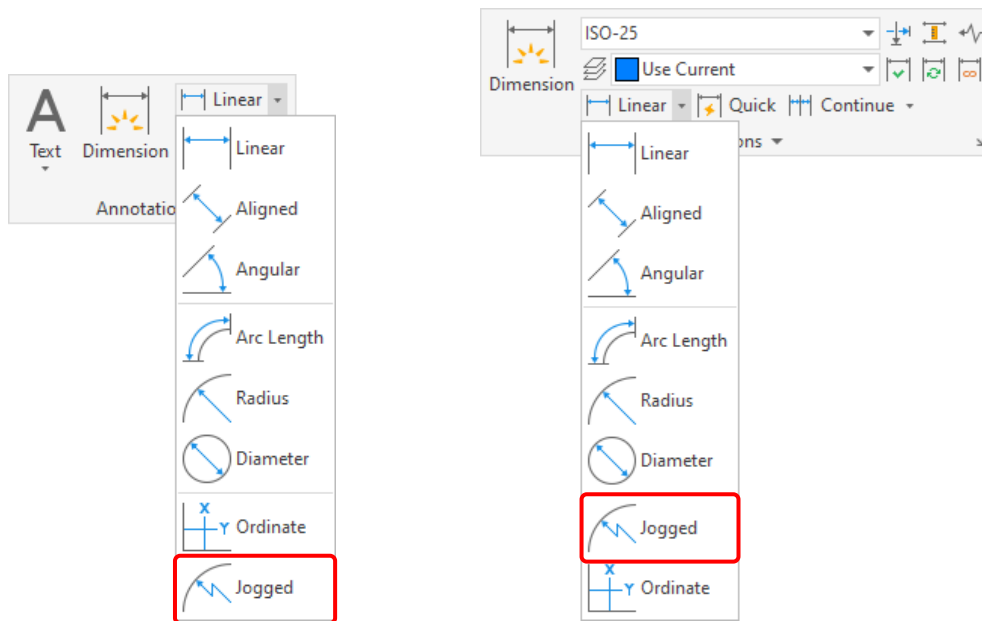 Linear
Text
Dimension
Annotatio
Linear
Aligned
Angular
Arc Length
Radius
Diameter
X
Y Ordinate
Jogged
ISO-25
Use Current
Dimension
Linear
Quick
Continue
ons
Linear
Aligned
Angular
Arc Length
Radius
Diameter
Jogged
X
Y Ordinate